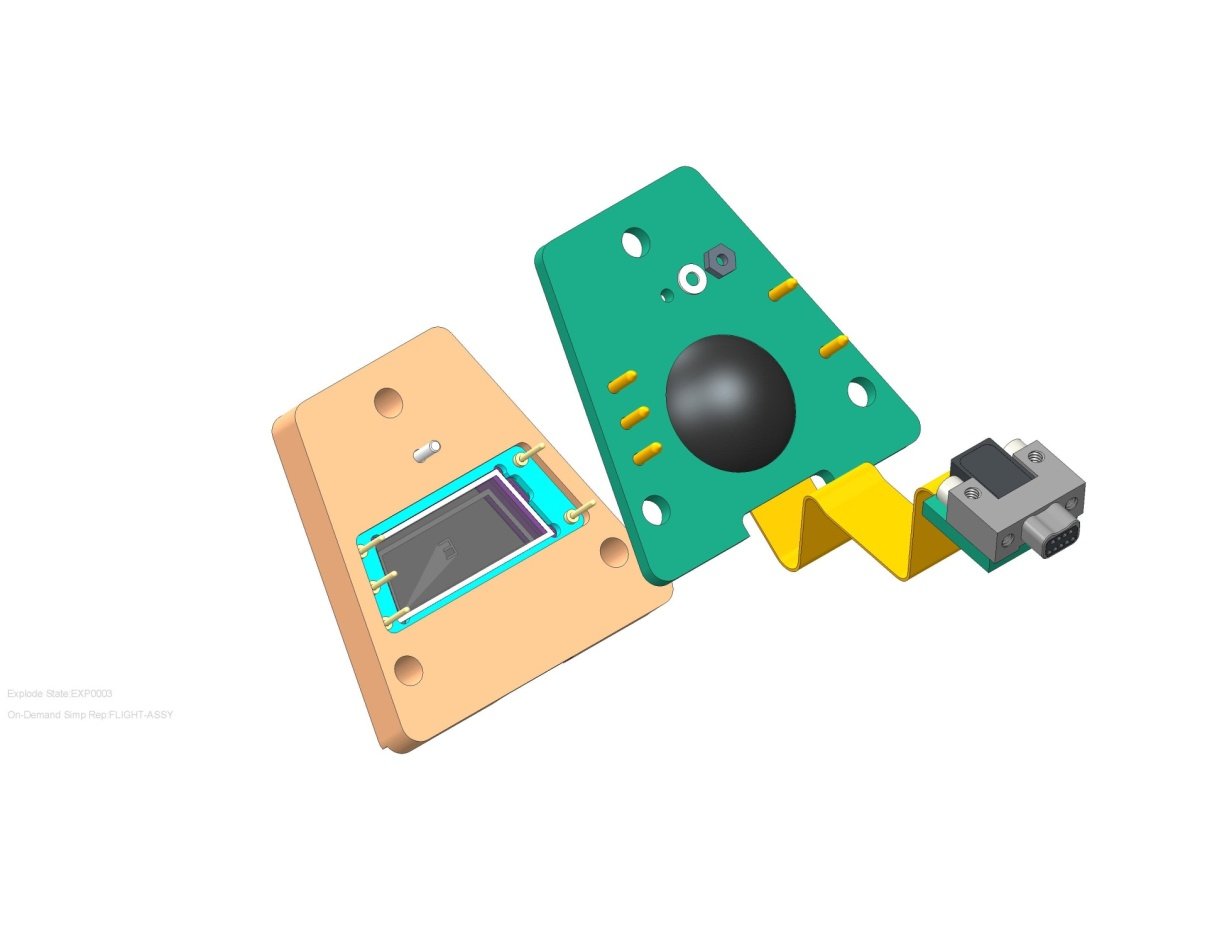 Explode State:EXP0003
On-Demand Simp Rep:FLIGHT-ASSY